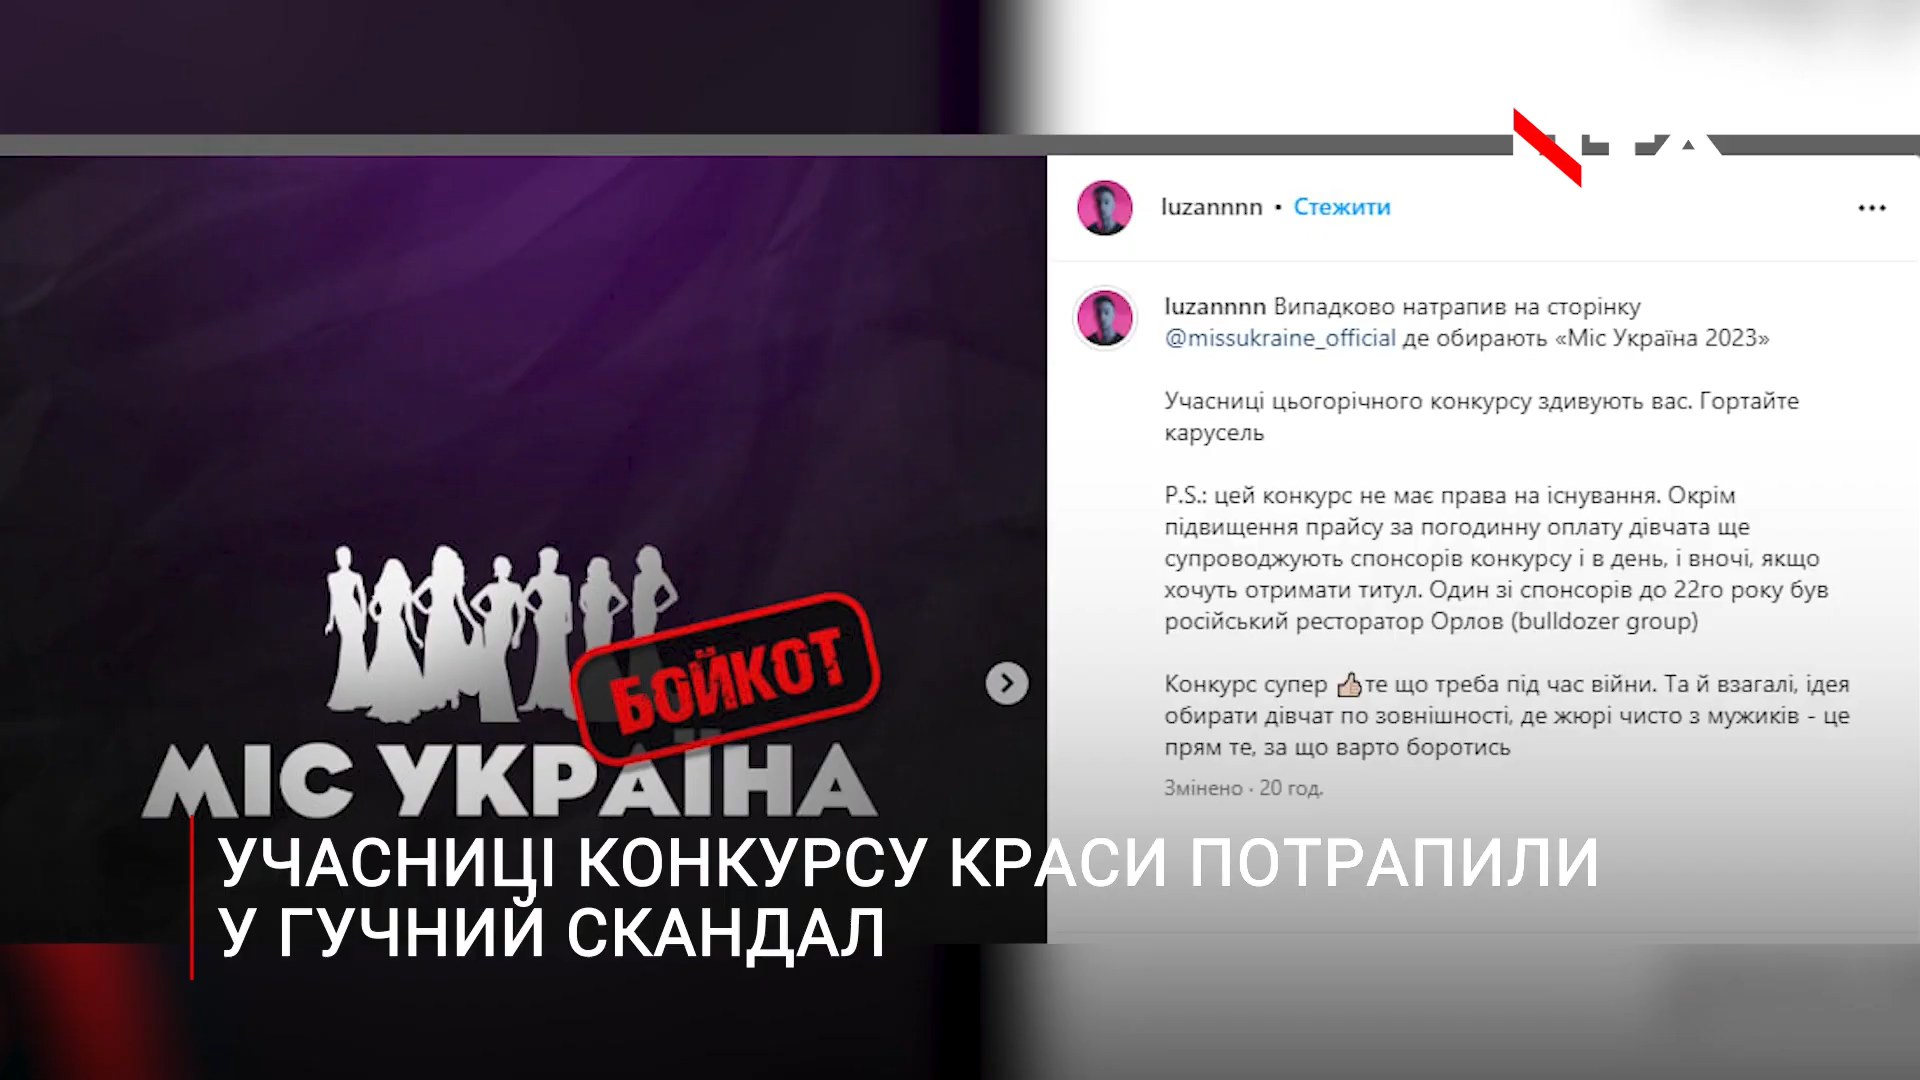 luzannnn • Стежити
luzannnn Випадково натрапив на сторінку
@missukraine_official де обирають «Міс Україна 2023»
Учасниці цьогорічного конкурсу здивують вас. Гортайте
карусель
P.S.: цей конкурс не має права на існування. Окрім
підвищення прайсу за погодинну оплату дівчата ще
супроводжують спонсорів конкурсу і в день, і вночі, якщо
хочуть отримати титул. Один зі спонсорів до 22го року був
російський ресторатор Орлов (bulldozer group)
Конкурс супер 👍🏻те що треба під час війни. Та й взагалі, ідея
обирати дівчат по зовнішності, де жюрі чисто з мужиків - це
прям те, за що варто боротись
Змінено · 20 год.
БОЙКОТ
МІС УКРАЇНА
УЧАСНИЦІ КОНКУРСУ КРАСИ ПОТРАПИЛИ
У ГУЧНИЙ СКАНДАЛ